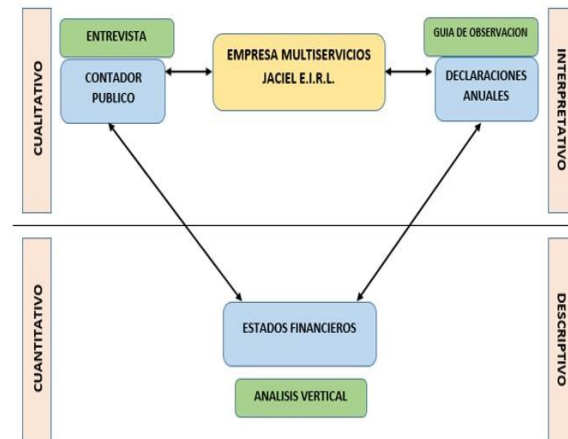 CUALITATIVO
ENTREVISTA
CONTADOR
PUBLICO
EMPRESA MULTISERVICIOS
JACIEL E.I.R.L.
GUIA DE OBSERVACION
DECLARACIONES
ANUALES
INTERPRETATIVO
CUANTITATIVO
ESTADOS FINANCIEROS
ANALISIS VERTICAL
DESCRIPTIVO